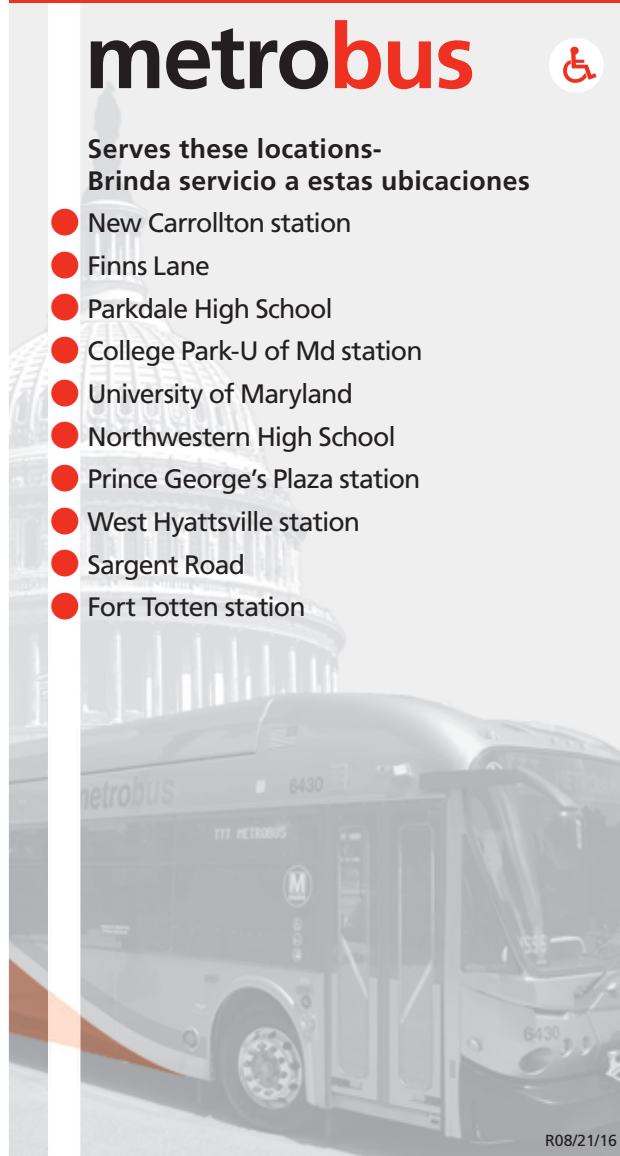 metrobus
Serves these locations-
Brinda servicio a estas ubicaciones
New Carrollton station
Finns Lane
Parkdale High School
College Park-U of Md station
University of Maryland
Northwestern High School
Prince George’s Plaza station
West Hyattsville station
Sargent Road
Fort Totten station
metrobus
6430
TTT METROBUS
M
6430
R08/21/16